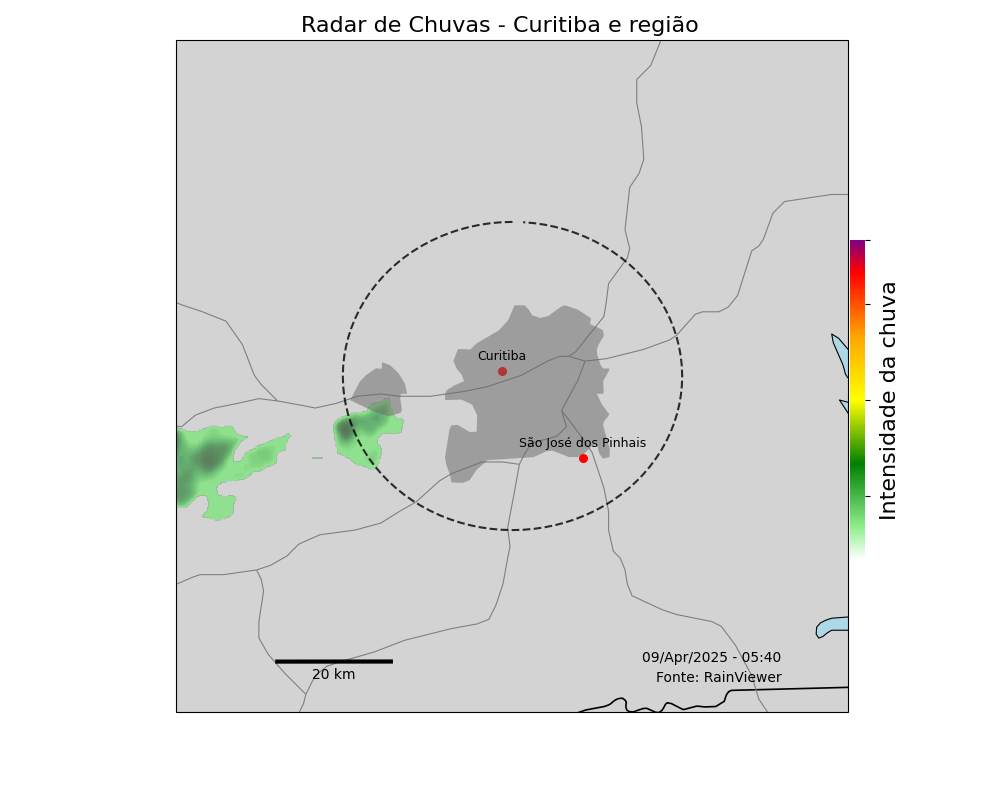 Radar de Chuvas - Curitiba e região
Curitiba
São José dos Pinhais
Intensidade da chuva
20 km
09/Apr/2025 - 05:40
Fonte: RainViewer